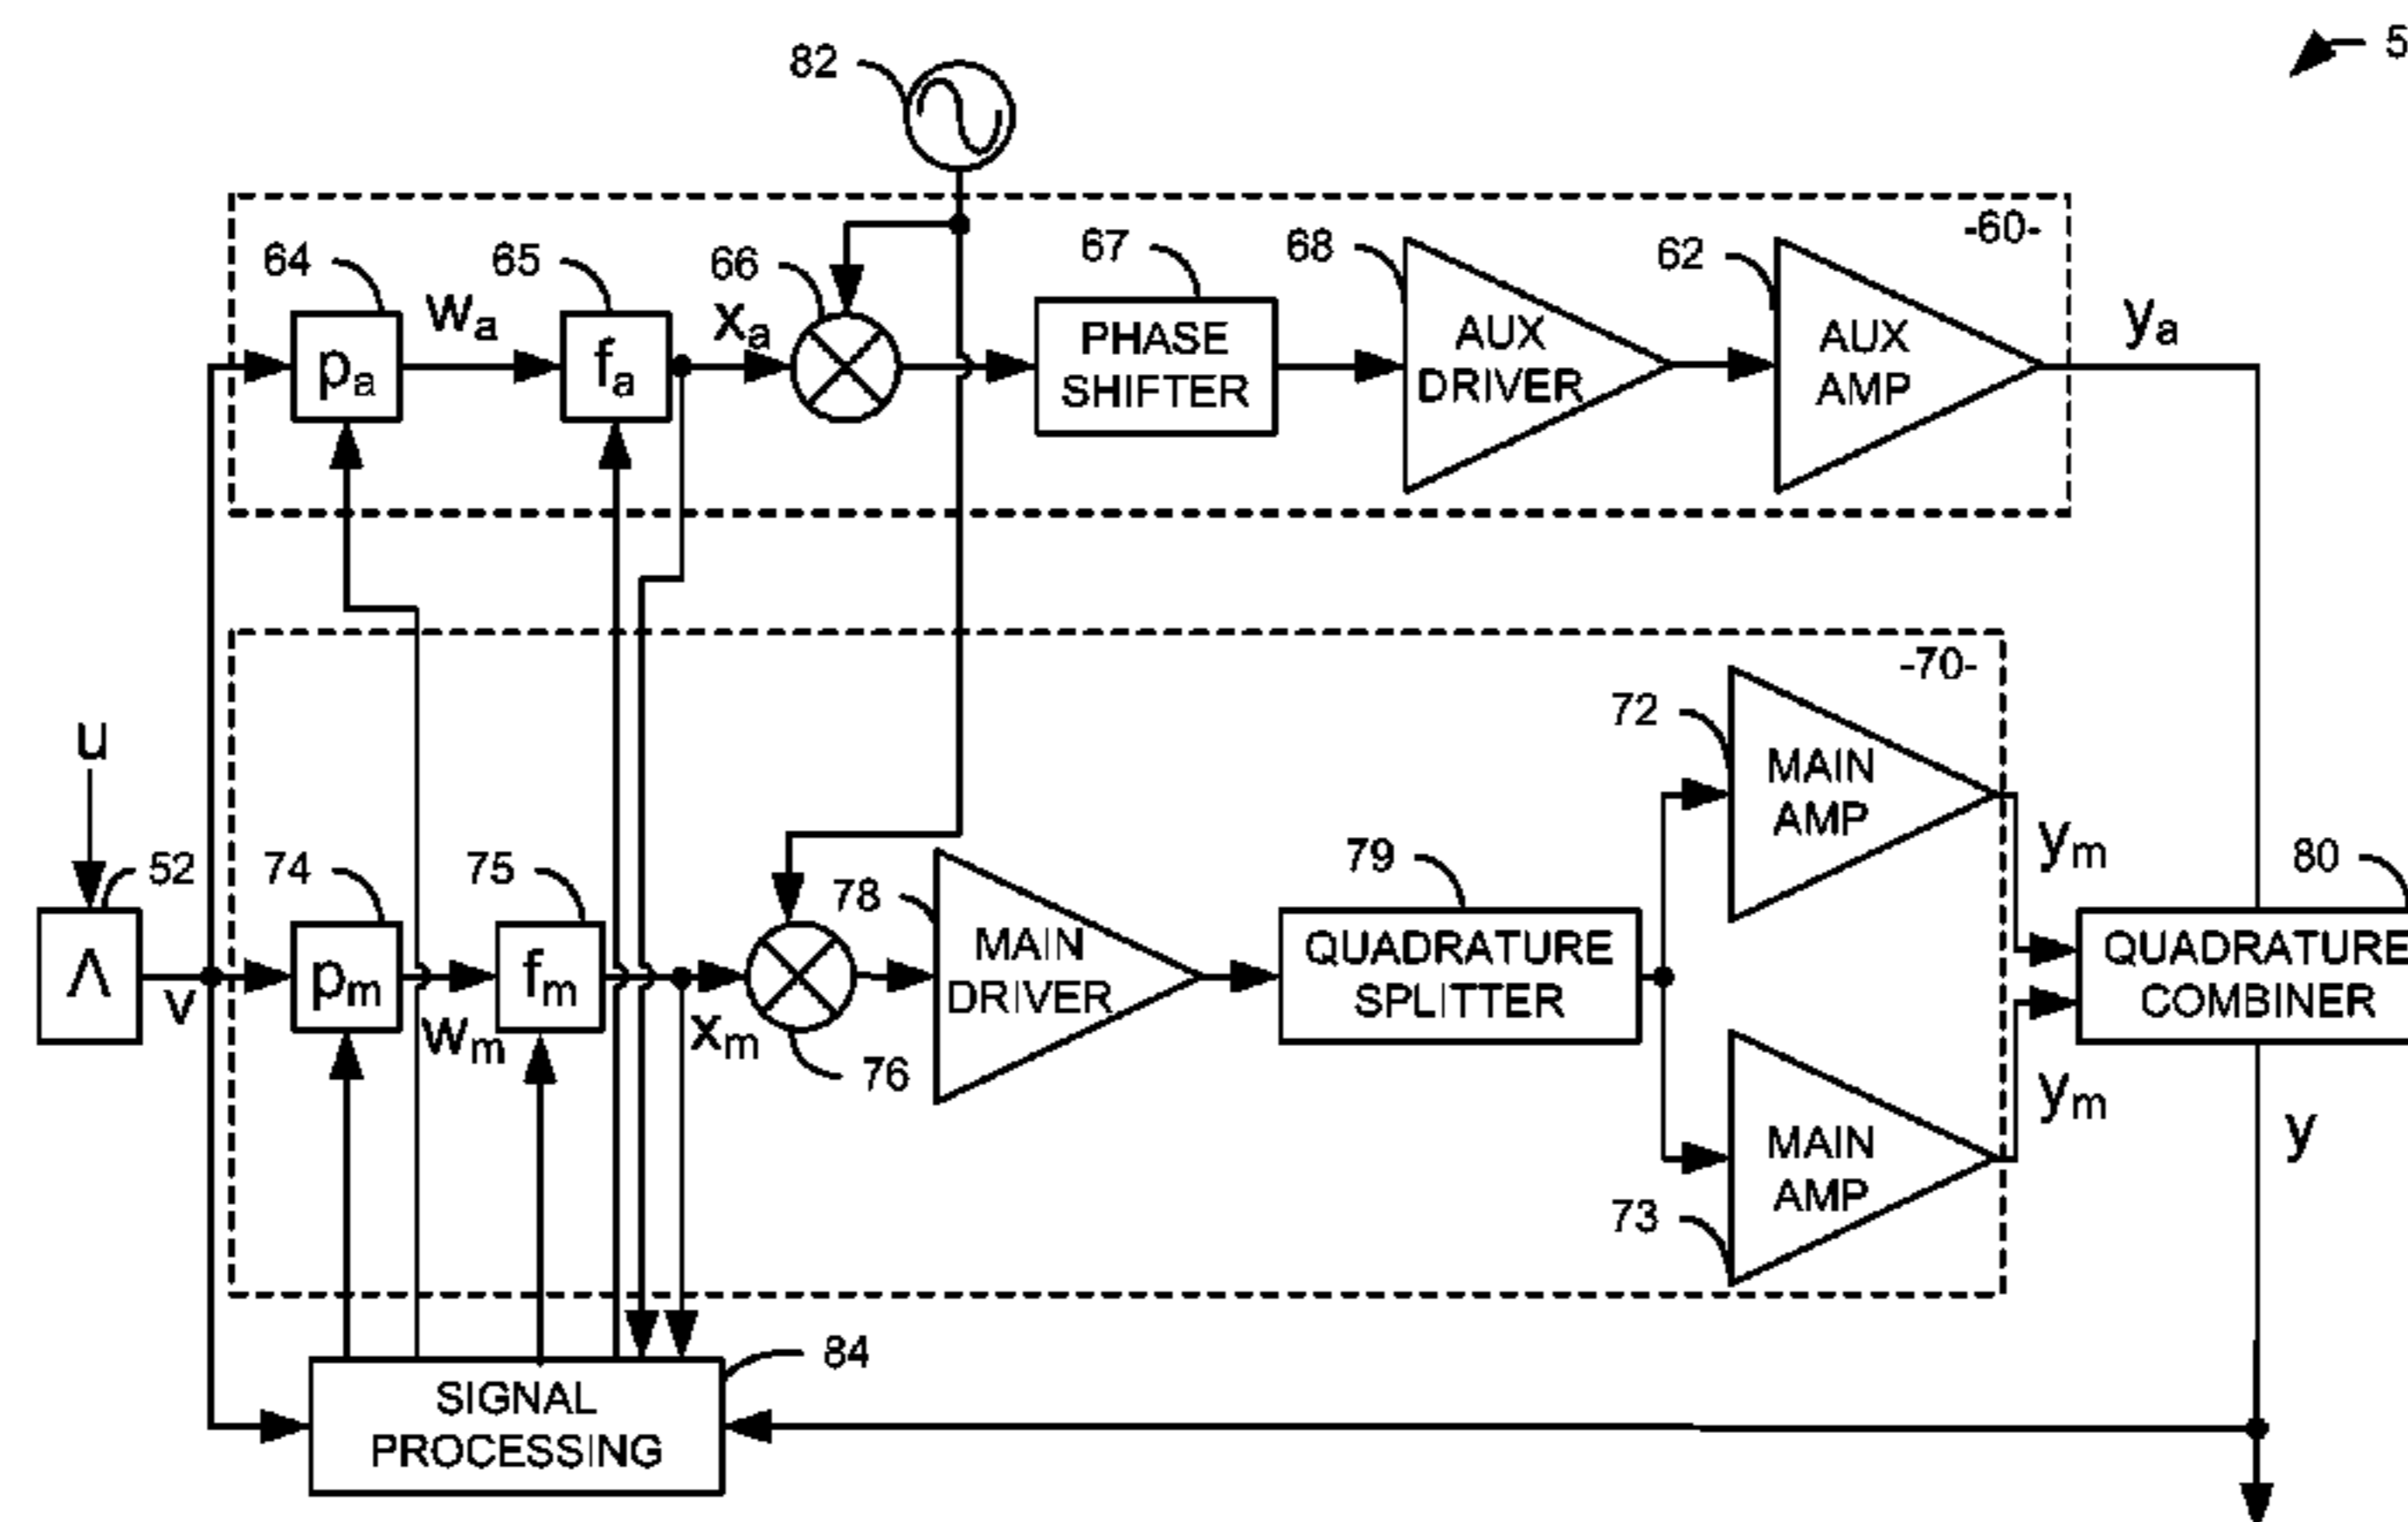 82
5
-60-
64
65
66
67
68
62
wa
xa
ya
pa
fa
PHASE
SHIFTER
AUX
DRIVER
AUX
AMP
-70-
72
u
MAIN
AMP
ym
52
74
75
78
79
80
Λ
v
pm
fm
wm
xm
76
MAIN
DRIVER
QUADRATURE
SPLITTER
QUADRATURE
COMBINER
ym
y
MAIN
AMP
73
84
SIGNAL
PROCESSING